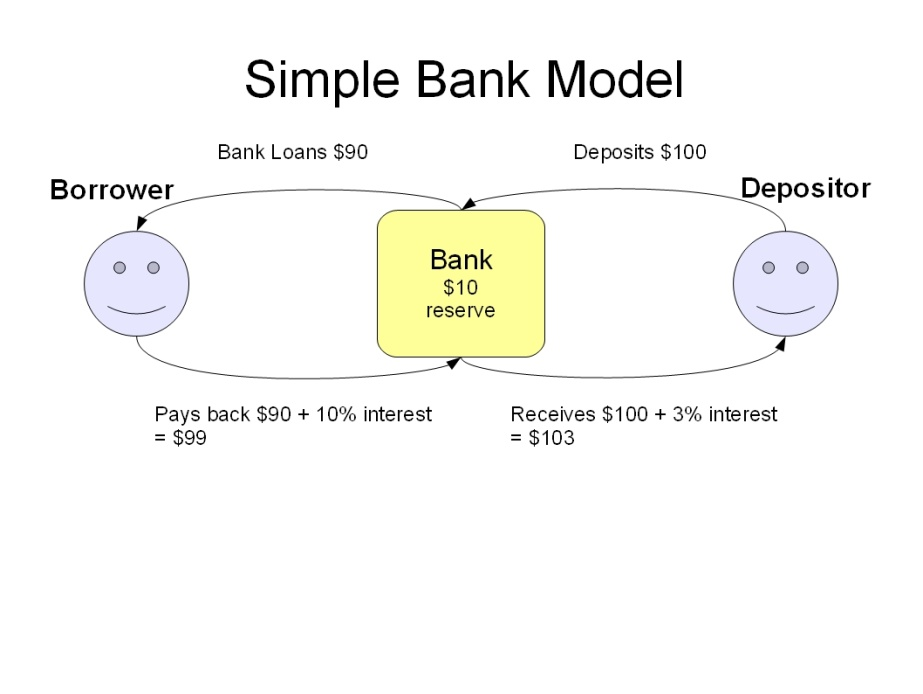 Simple Bank Model
Bank Loans $90
Deposits $100
Borrower
Depositor
Bank
$10
reserve
Pays back $90 + 10% interest
= $99
Receives $100 + 3% interest
= $103